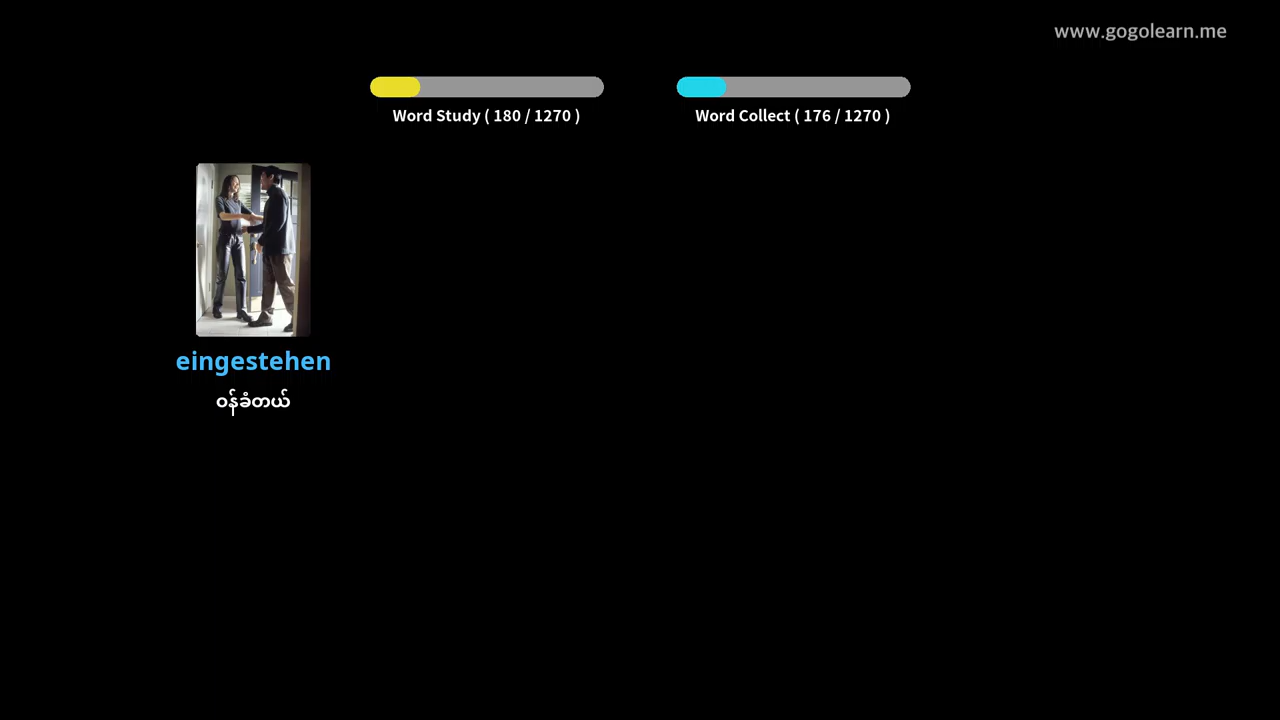 www.gogolearn.me
Word Study ( 180 / 1270 )
Word Collect ( 176 / 1270 )
eingestehen
ဝန်ခံတယ်